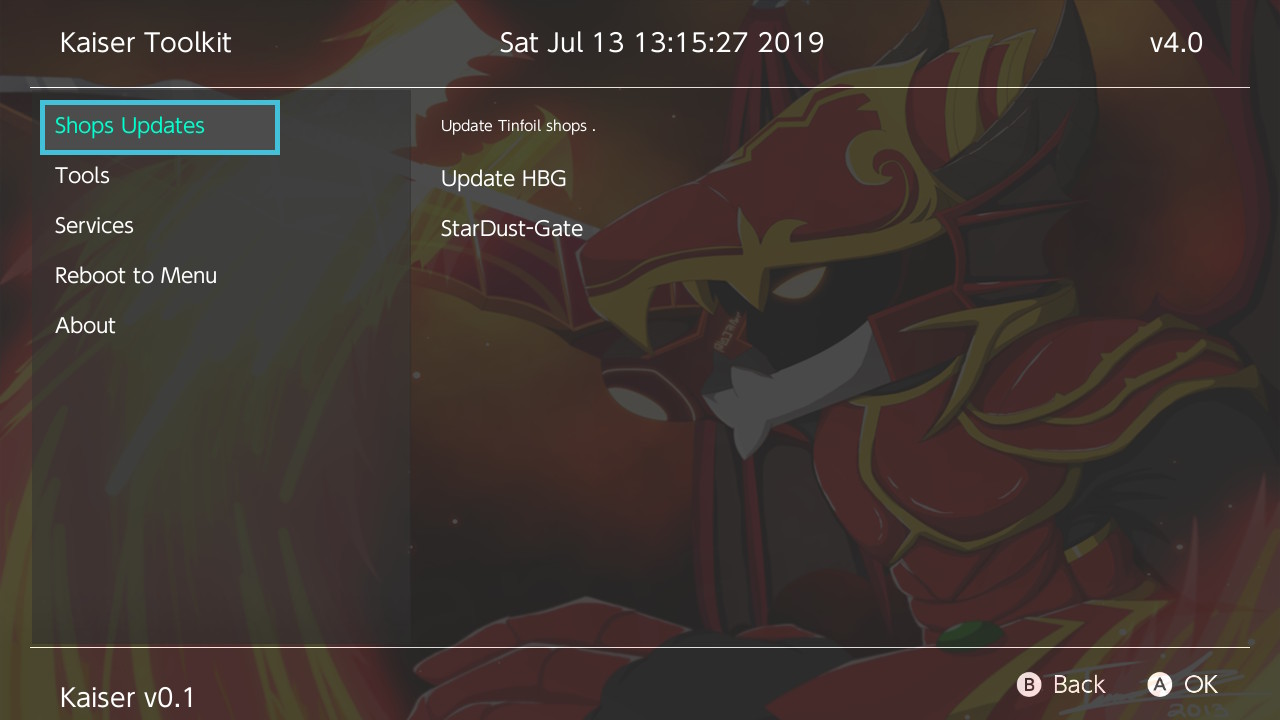 Kaiser Toolkit
Sat Jul 13 13:15:27 2019
v4.0
Shops Updates
Tools
Services
Reboot to Menu
About
Update Tinfoil shops .
Update HBG
StarDust-Gate
Kaiser v0.1
B Back
A OK
2013